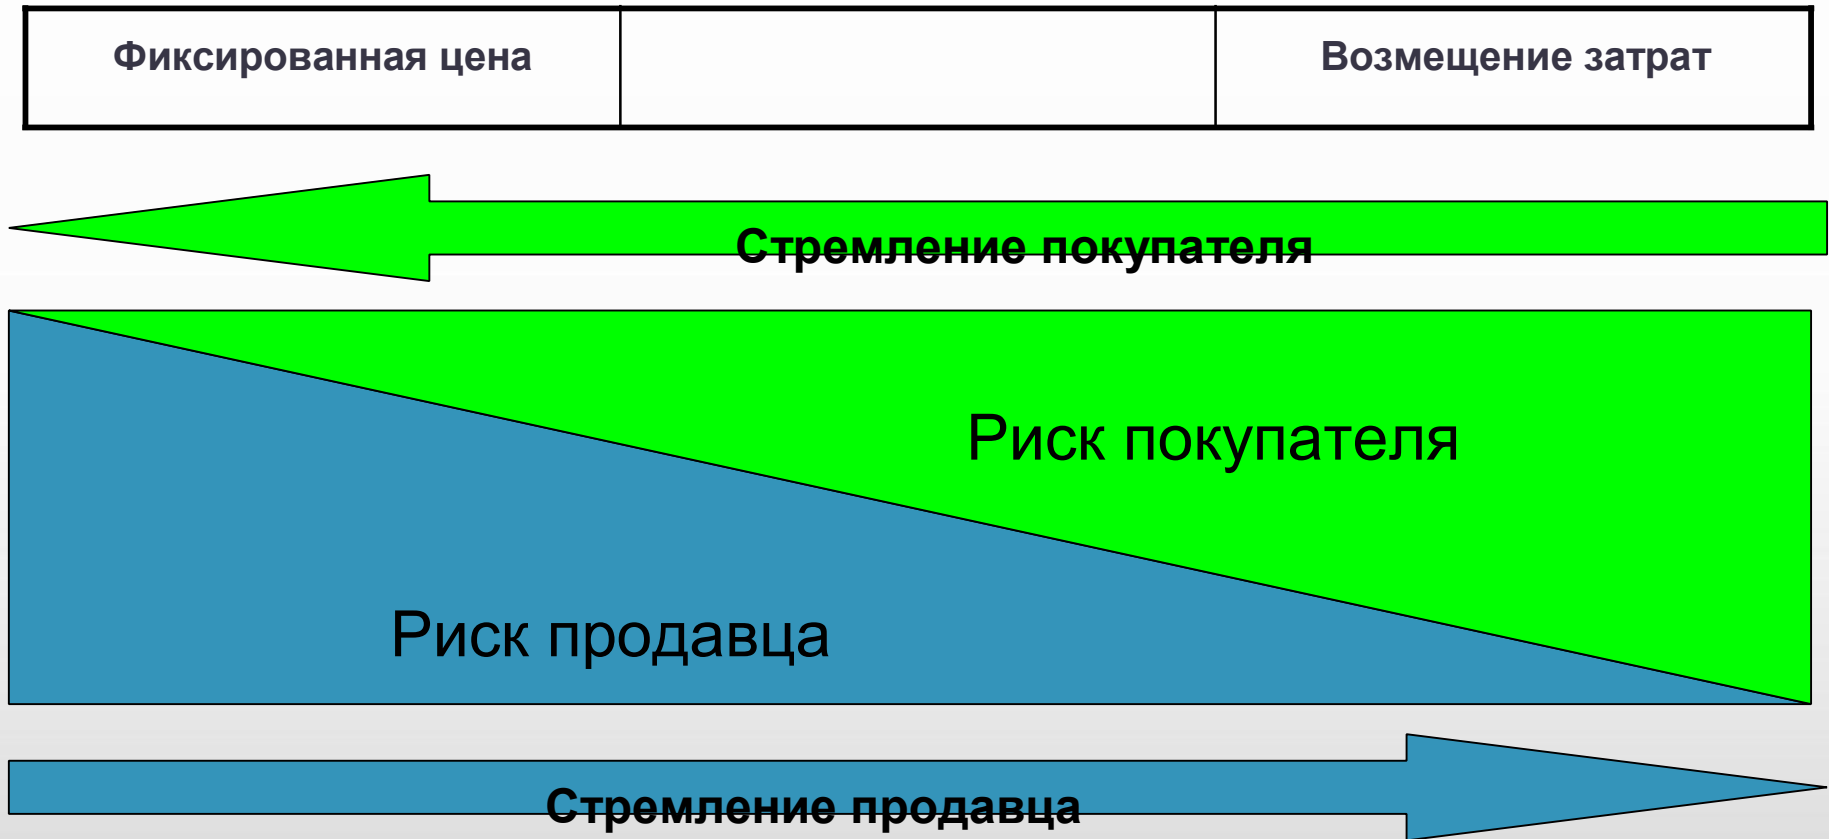 Фиксированная цена
Возмещение затрат
Стремление покупателя
Риск покупателя
Риск продавца
Стремление продавца